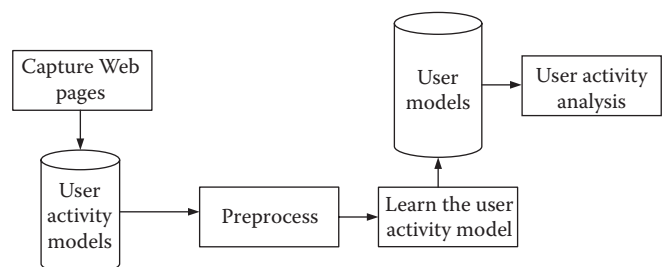 Capture Web
pages
User
activity
models
Preprocess
Learn the user
activity model
User
models
User activity
analysis